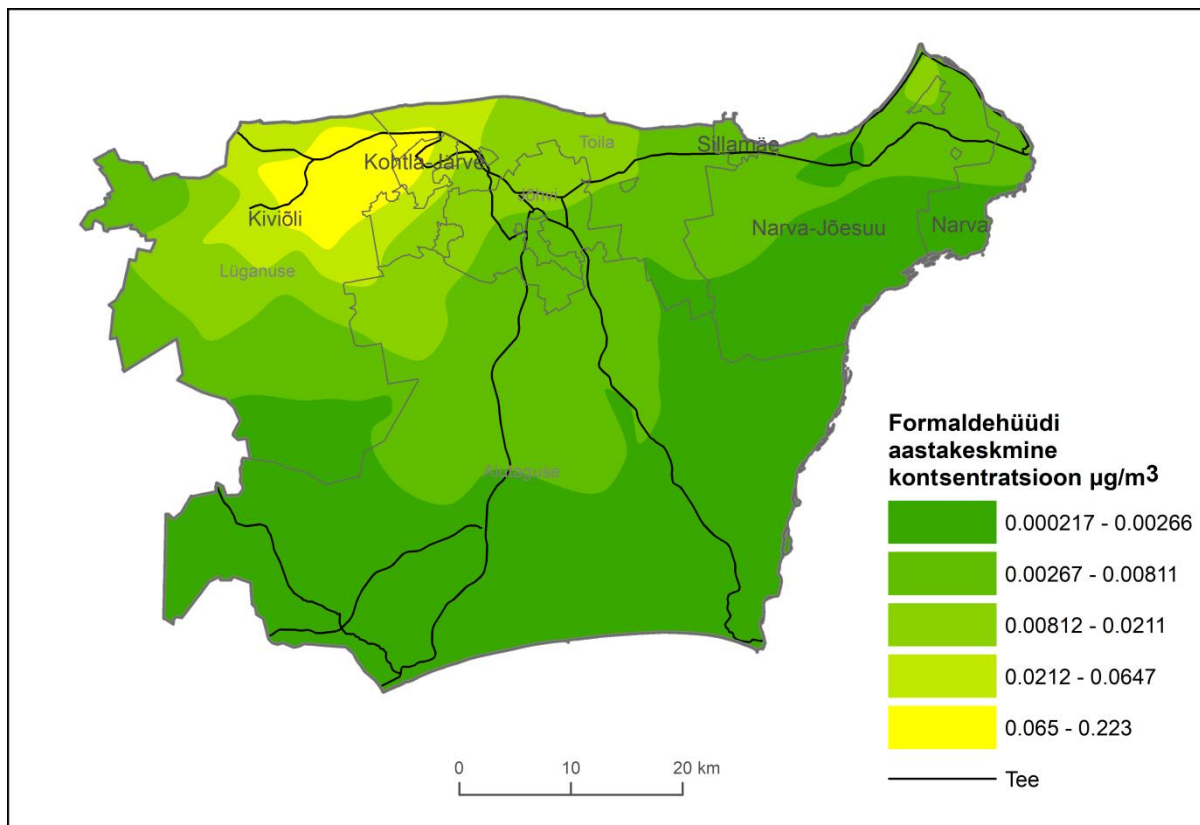 Toila
Sillamäe
Kohtla-Järve
Jõhvi
Kiviõli
Narva-Jõesuu
Narva
Lüganuse
Alutaguse
Formaldehüüdi
aastakeskmine
kontsentratsioon µg/m³
0.000217 - 0.00266
0.00267 - 0.00811
0.00812 - 0.0211
0.0212 - 0.0647
0.065 - 0.223
Tee
0 10 20 km